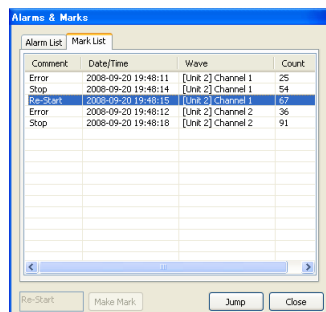 Alarms & Marks
Alarm List Mark List
Comment Date/Time Wave Count
Error 2008-09-20 19:48:11 [Unit 2] Channel 1 25
Stop 2008-09-20 19:48:14 [Unit 2] Channel 1 54
Re-Start 2008-09-20 19:48:15 [Unit 2] Channel 1 67
Error 2008-09-20 19:48:12 [Unit 2] Channel 2 36
Stop 2008-09-20 19:48:18 [Unit 2] Channel 2 91
Re-Start Make Mark Jump Close